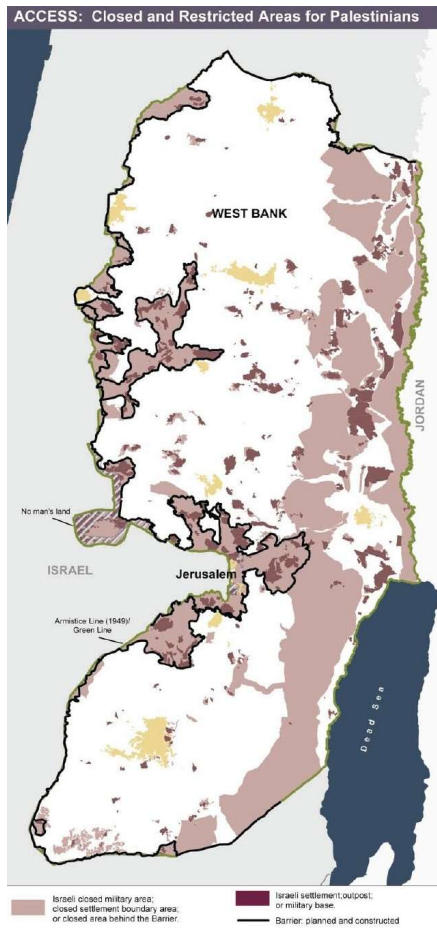 ACCESS: Closed and Restricted Areas for Palestinians
WEST BANK
JORDAN
No man's land
ISRAEL
Jerusalem
Armistice Line (1949)/
Green Line
Dead Sea
Israeli closed military area;
closed settlement boundary area;
or closed area behind the Barrier.
Israeli settlement;outpost;
or military base.
Barrier: planned and constructed